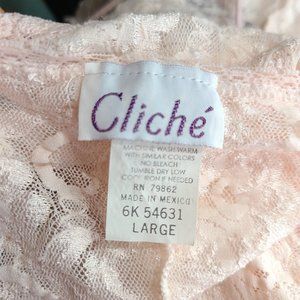 Cliché
MACHINE WASH WARM
WITH SIMILAR COLORS
NO BLEACH
TUMBLE DRY LOW
COOL IRON IF NEEDED
RN 79862
MADE IN MEXICO
6K 54631
LARGE